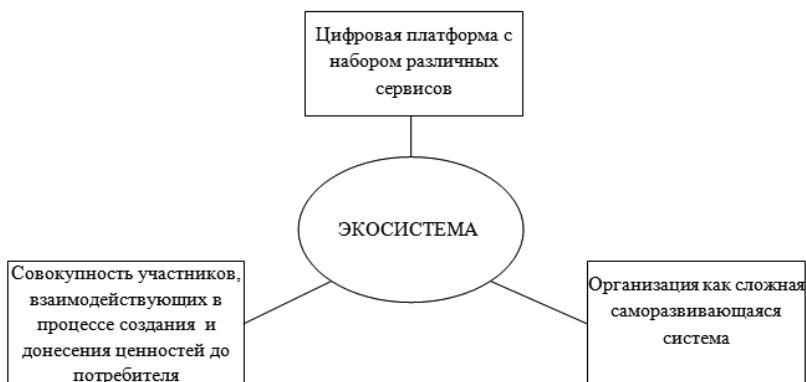 Цифровая платформа с
набором различных
сервисов
ЭКОСИСТЕМА
Совокупность участников,
взаимодействующих в
процессе создания и
донесения ценностей до
потребителя
Организация как сложная
саморазвивающаяся
система